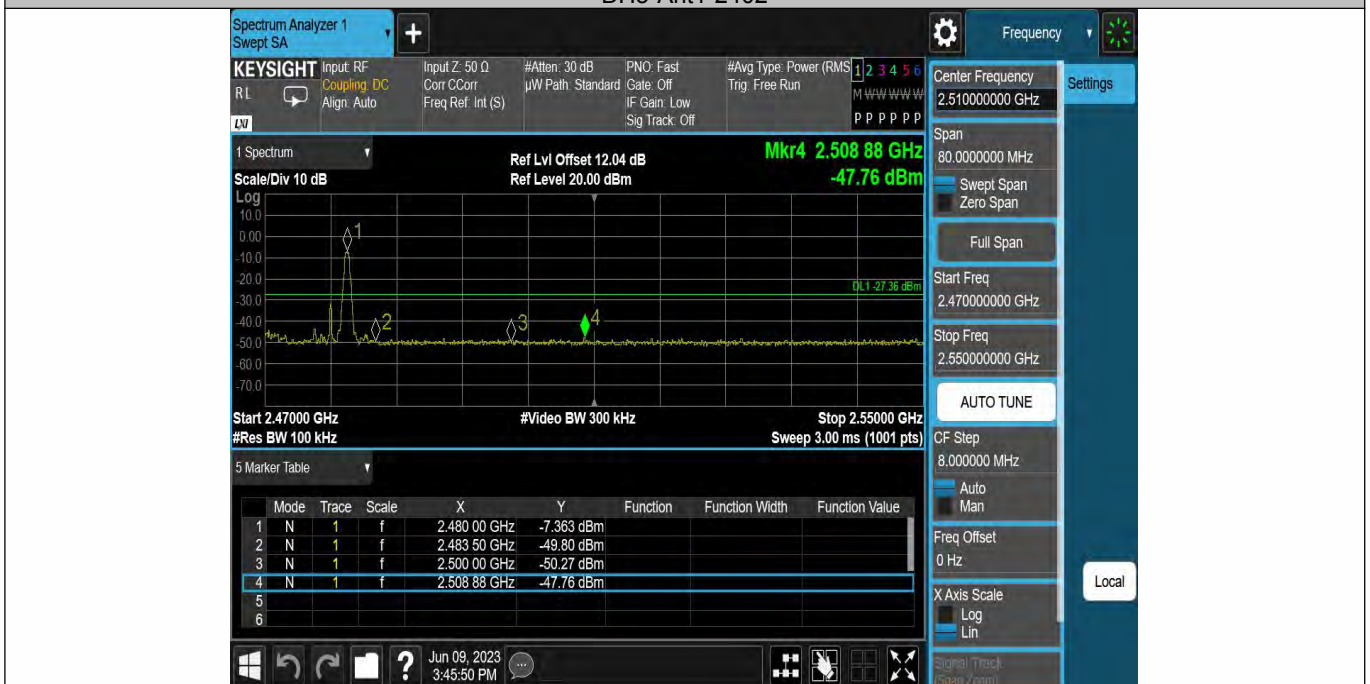 Spectrum Analyzer 1
Swept SA
+
Frequency
KEYSIGHT
RL
LXI
Input: RF
Coupling: DC
Align: Auto
Input Z: 50 Ω
Corr CCorr
Freq Ref: Int (S)
#Atten: 30 dB
µW Path: Standard
PNO: Fast
Gate: Off
IF Gain: Low
Sig Track: Off
#Avg Type: Power (RMS
Trig: Free Run
1 2 3 4 5 6
M W W W W W
P P P P P P
1 Spectrum
Scale/Div 10 dB
Ref Lvl Offset 12.04 dB
Ref Level 20.00 dBm
Mkr4 2.508 88 GHz
-47.76 dBm
Log
10.0
0.00
-10.0
-20.0
-30.0
-40.0
-50.0
-60.0
-70.0
1
2
3
4
DL1 -27.36 dBm
Start 2.47000 GHz
#Video BW 300 kHz
Stop 2.55000 GHz
#Res BW 100 kHz
Sweep 3.00 ms (1001 pts)
5 Marker Table
Mode Trace Scale X Y Function Function Width Function Value
1 N 1 f 2.480 00 GHz -7.363 dBm
2 N 1 f 2.483 50 GHz -49.80 dBm
3 N 1 f 2.500 00 GHz -50.27 dBm
4 N 1 f 2.508 88 GHz -47.76 dBm
5
6
?
Jun 09, 2023
3:45:50 PM
Center Frequency
2.510000000 GHz
Settings
Span
80.0000000 MHz
Swept Span
Zero Span
Full Span
Start Freq
2.470000000 GHz
Stop Freq
2.550000000 GHz
AUTO TUNE
CF Step
8.000000 MHz
Auto
Man
Freq Offset
0 Hz
X Axis Scale
Log
Lin
Local
Signal Track
(Span Zoom)